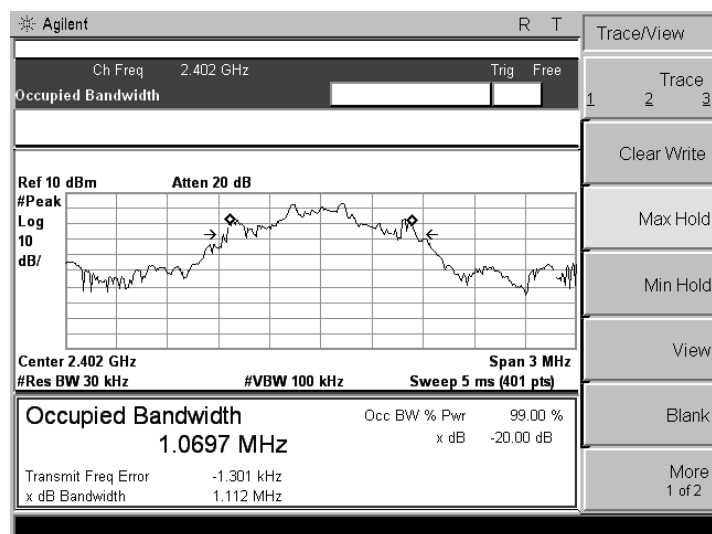 Agilent R T
Trace/View
Ch Freq 2.402 GHz Trig Free
Occupied Bandwidth
Trace
1 2 3
Clear Write
Ref 10 dBm Atten 20 dB
#Peak
Log
10
dB/
Max Hold
Min Hold
View
Center 2.402 GHz Span 3 MHz
#Res BW 30 kHz #VBW 100 kHz Sweep 5 ms (401 pts)
Occupied Bandwidth Occ BW % Pwr 99.00 %
1.0697 MHz x dB -20.00 dB
Transmit Freq Error -1.301 kHz
x dB Bandwidth 1.112 MHz
Blank
More
1 of 2